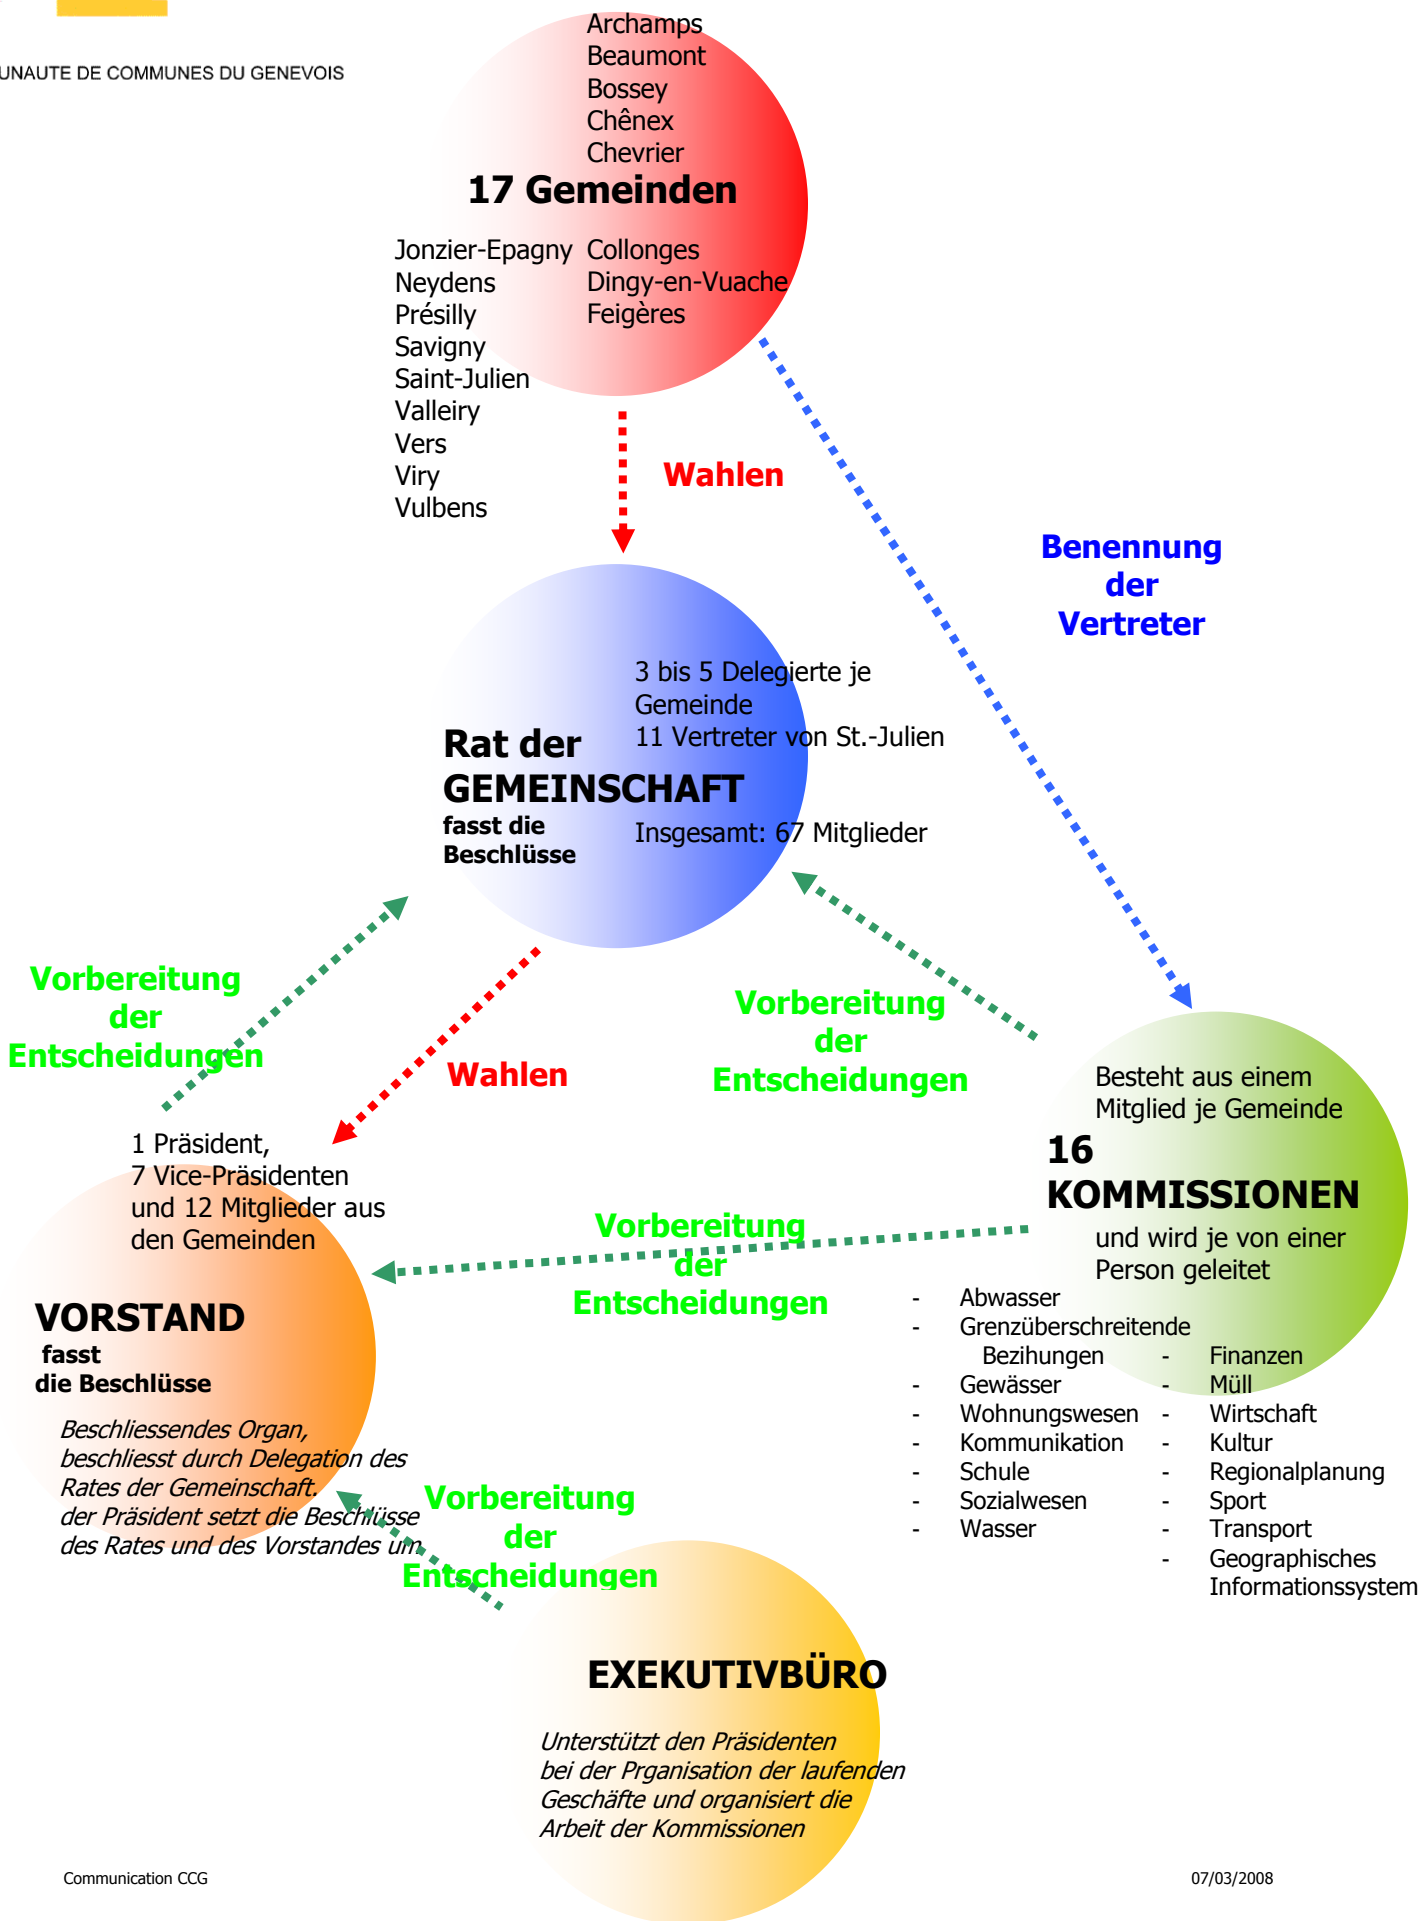 UNAUTE DE COMMUNES DU GENEVOIS
Archamps
Beaumont
Bossey
Chênex
Chevrier
17 Gemeinden
Jonzier-Epagny
Neydens
Présilly
Savigny
Saint-Julien
Valleiry
Vers
Viry
Vulbens
Collonges
Dingy-en-Vuache
Feigères
Wahlen
Benennung
der
Vertreter
3 bis 5 Delegierte je
Gemeinde
11 Vertreter von St.-Julien
Rat der
GEMEINSCHAFT
fasst die
Beschlüsse
Insgesamt: 67 Mitglieder
Vorbereitung
der
Entscheidungen
Wahlen
Vorbereitung
der
Entscheidungen
Besteht aus einem
Mitglied je Gemeinde
16
KOMMISSIONEN
und wird je von einer
Person geleitet
1 Präsident,
7 Vice-Präsidenten
und 12 Mitglieder aus
den Gemeinden
Vorbereitung
der
Entscheidungen
VORSTAND
fasst
die Beschlüsse
Beschliessendes Organ,
beschliesst durch Delegation des
Rates der Gemeinschaft.
der Präsident setzt die Beschlüsse
des Rates und des Vorstandes um
- Abwasser
- Grenzüberschreitende
Bezihungen
- Gewässer
- Wohnungswesen
- Kommunikation
- Schule
- Sozialwesen
- Wasser
- Finanzen
- Müll
- Wirtschaft
- Kultur
- Regionalplanung
- Sport
- Transport
- Geographisches
Informationssystem
Vorbereitung
der
Entscheidungen
EXEKUTIVBÜRO
Unterstützt den Präsidenten
bei der Prganisation der laufenden
Geschäfte und organisiert die
Arbeit der Kommissionen
Communication CCG
07/03/2008